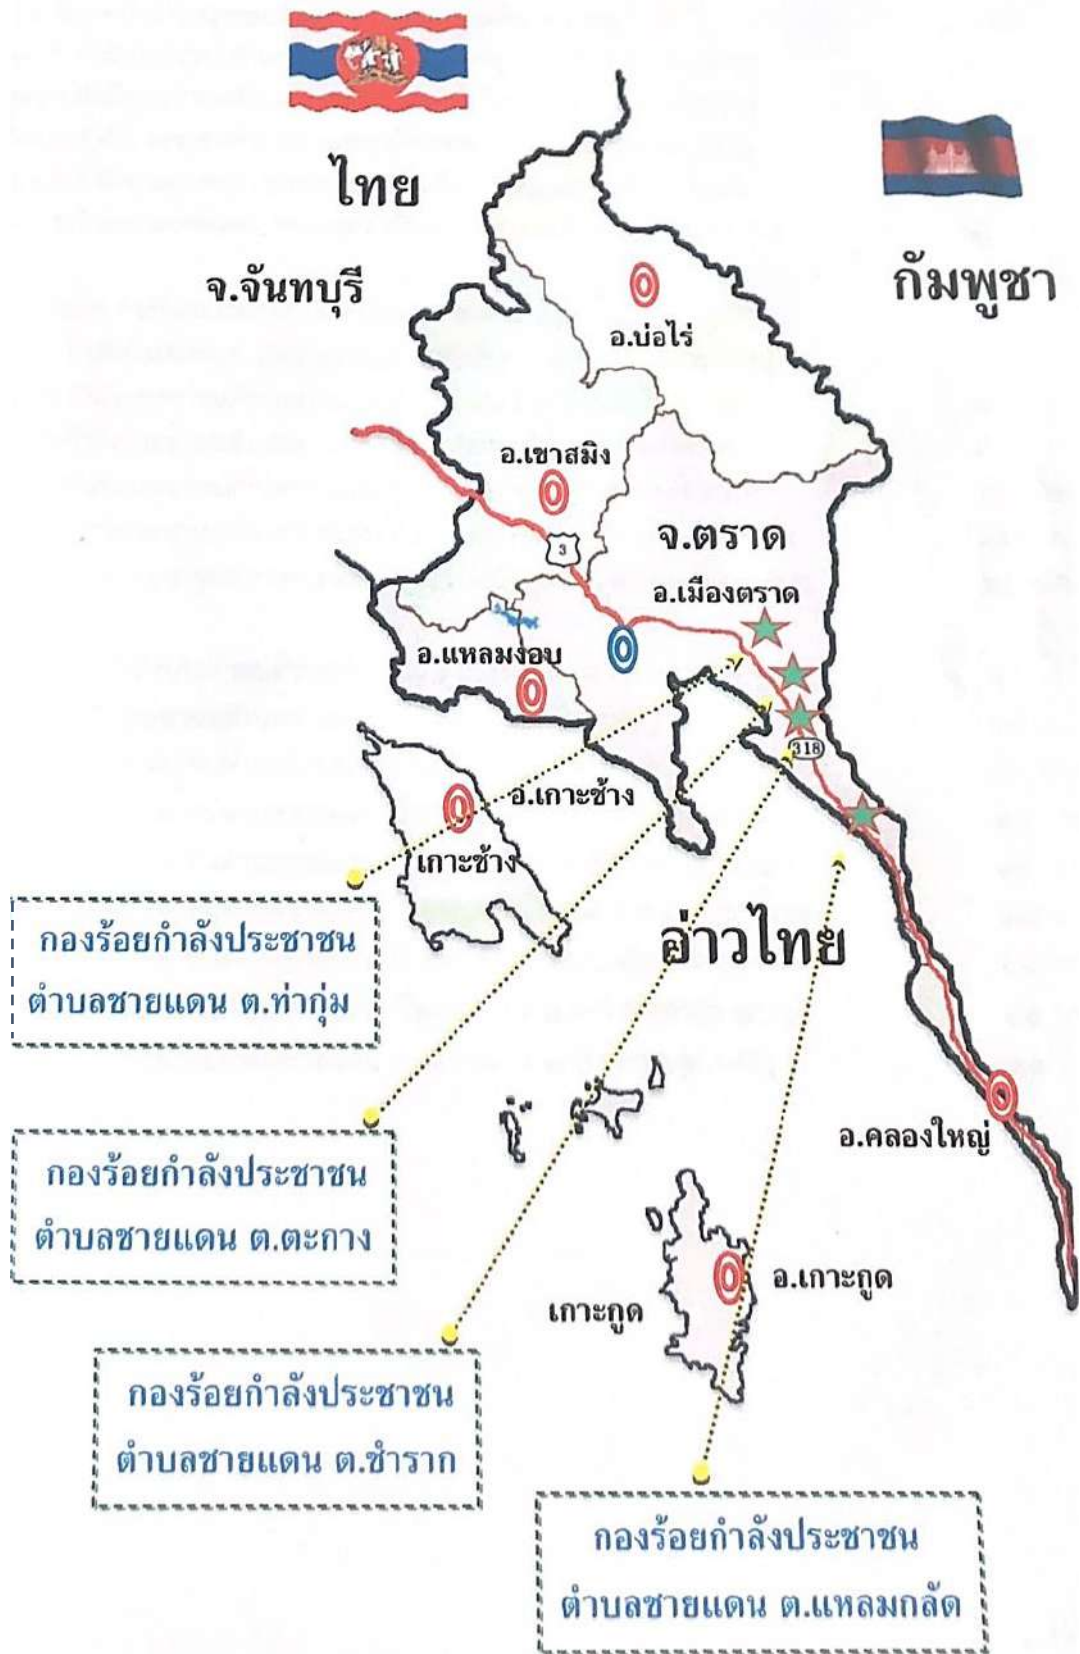 ไทย
จ.จันทบุรี
กัมพูชา
อ.บ่อไร่
อ.เขาสมิง
3
จ.ตราด
อ.เมืองตราด
อ.แหลมงอบ
318
อ.เกาะช้าง
เกาะช้าง
กองร้อยกำลังประชาชน
ตำบลชายแดน ต.ท่ากุ่ม
อ่าวไทย
กองร้อยกำลังประชาชน
ตำบลชายแดน ต.ตะกาง
อ.คลองใหญ่
อ.เกาะกูด
เกาะกูด
กองร้อยกำลังประชาชน
ตำบลชายแดน ต.ชำราก
กองร้อยกำลังประชาชน
ตำบลชายแดน ต.แหลมกลัด